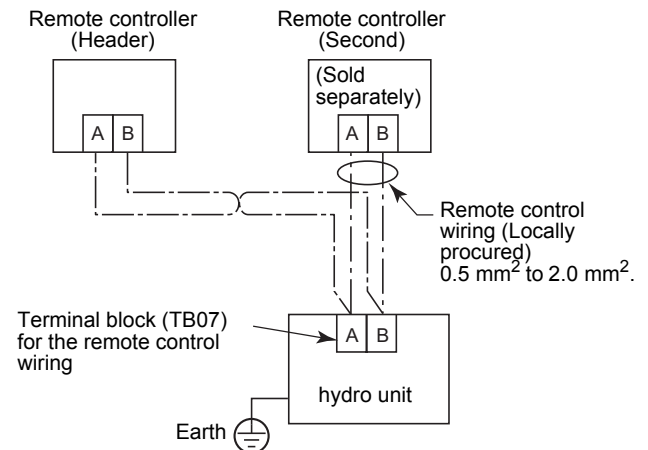 Remote controller
(Header)
Remote controller
(Second)
(Sold
separately)
A B
A B
Remote control
wiring (Locally
procured)
0.5 mm² to 2.0 mm².
Terminal block (TB07)
for the remote control
wiring
A B
hydro unit
Earth